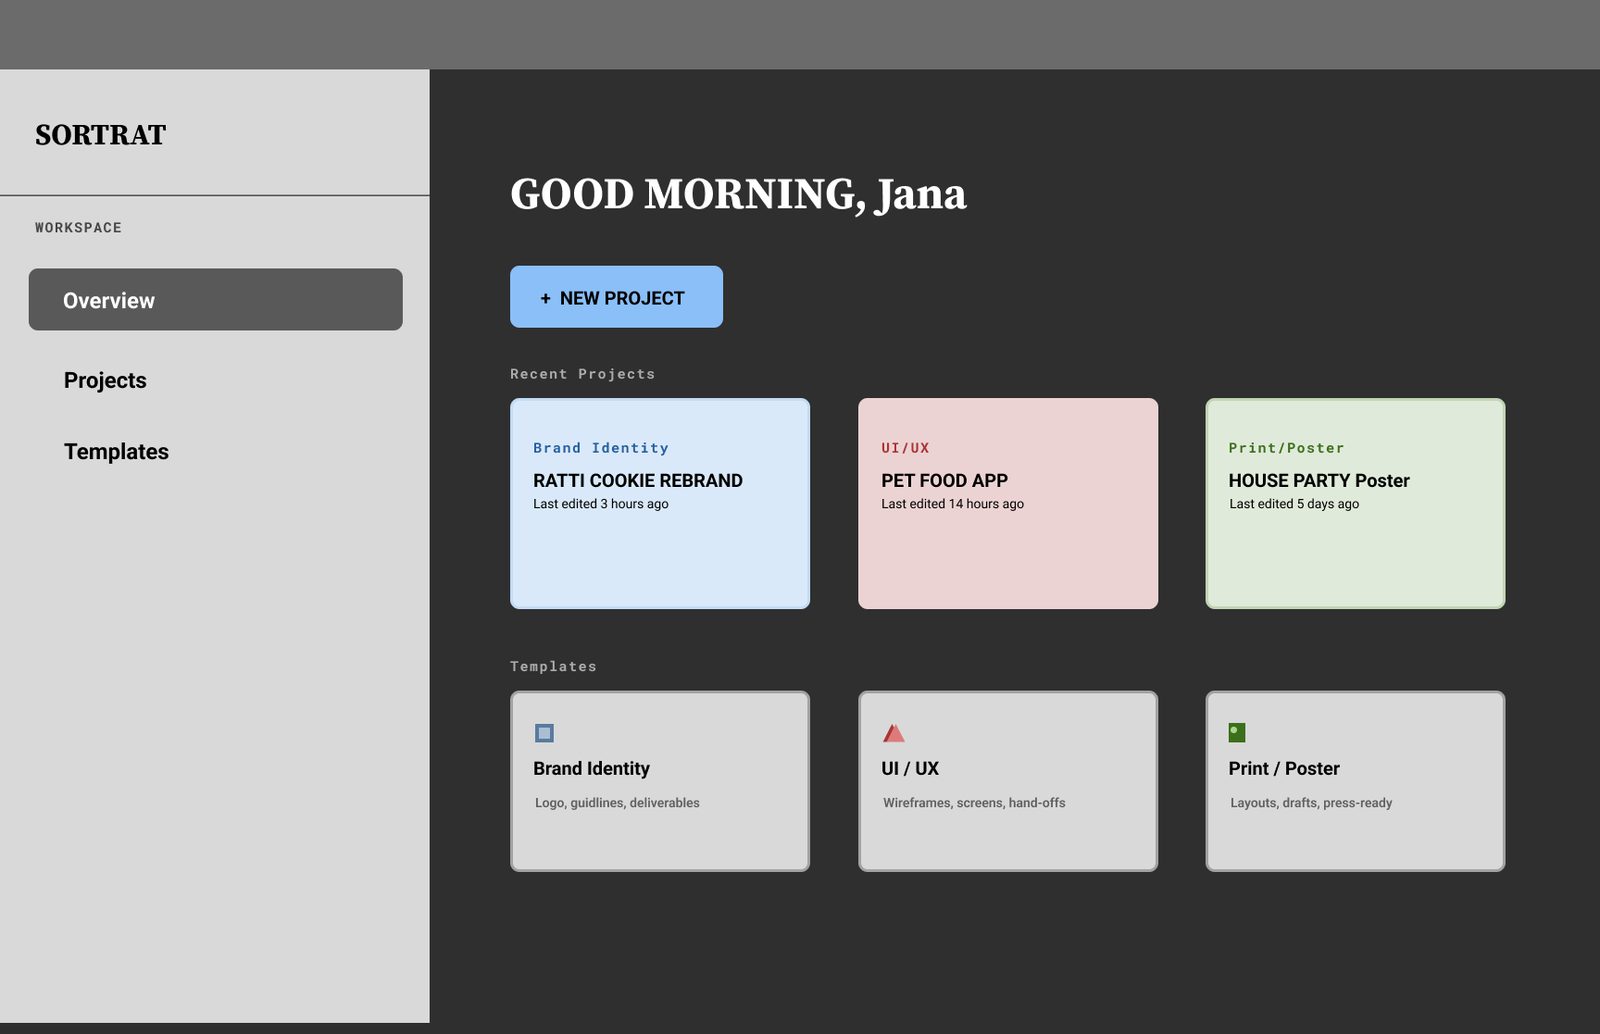 SORTRAT
WORKSPACE
Overview
Projects
Templates
GOOD MORNING, Jana
+ NEW PROJECT
Recent Projects
Brand Identity
RATTI COOKIE REBRAND
Last edited 3 hours ago
UI/UX
PET FOOD APP
Last edited 14 hours ago
Print/Poster
HOUSE PARTY Poster
Last edited 5 days ago
Templates
Brand Identity
Logo, guidlines, deliverables
UI / UX
Wireframes, screens, hand-offs
Print / Poster
Layouts, drafts, press-ready